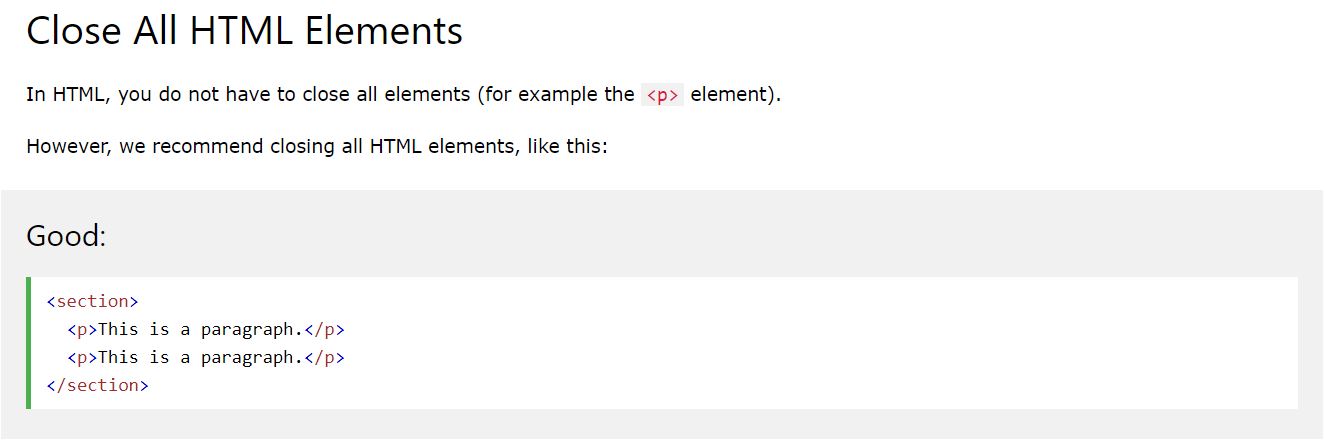 Close All HTML Elements
In HTML, you do not have to close all elements (for example the <p> element).
However, we recommend closing all HTML elements, like this:
Good:
<section>
  <p>This is a paragraph.</p>
  <p>This is a paragraph.</p>
</section>